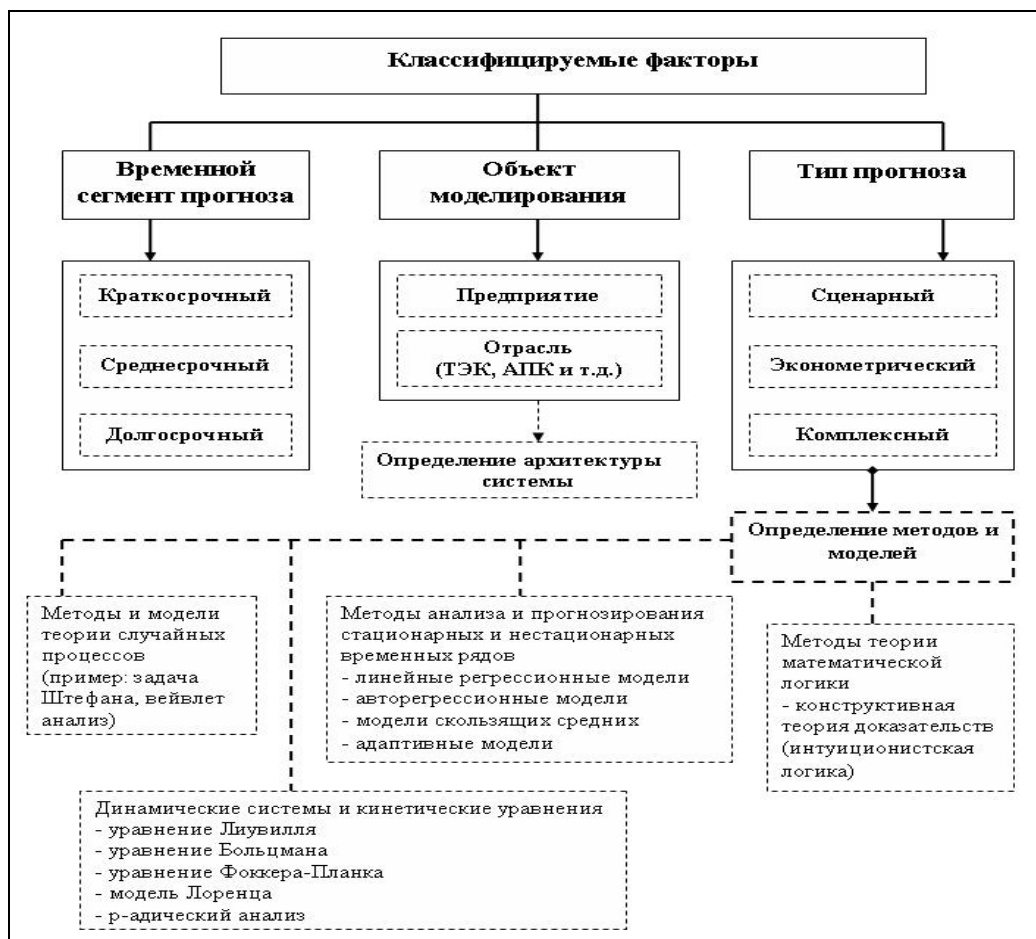 Классифицируемые факторы
Временной
сегмент прогноза
Объект
моделирования
Тип прогноза
Краткосрочный
Среднесрочный
Долгосрочный
Предприятие
Отрасль
(ТЭК, АПК и т.д.)
Определение архитектуры
системы
Сценарный
Эконометрический
Комплексный
Определение методов и
моделей
Методы и модели
теории случайных
процессов
(пример: задача
Штефана, вейвлет
анализ)
Методы анализа и прогнозирования
стационарных и нестационарных
временных рядов
- линейные регрессионные модели
- авторегрессионные модели
- модели скользящих средних
- адаптивные модели
Методы теории
математической
логики
- конструктивная
теория доказательств
(интуиционистская
логика)
Динамические системы и кинетические уравнения
- уравнение Лиувилля
- уравнение Больцмана
- уравнение Фоккера-Планка
- модель Лоренца
- р-адический анализ